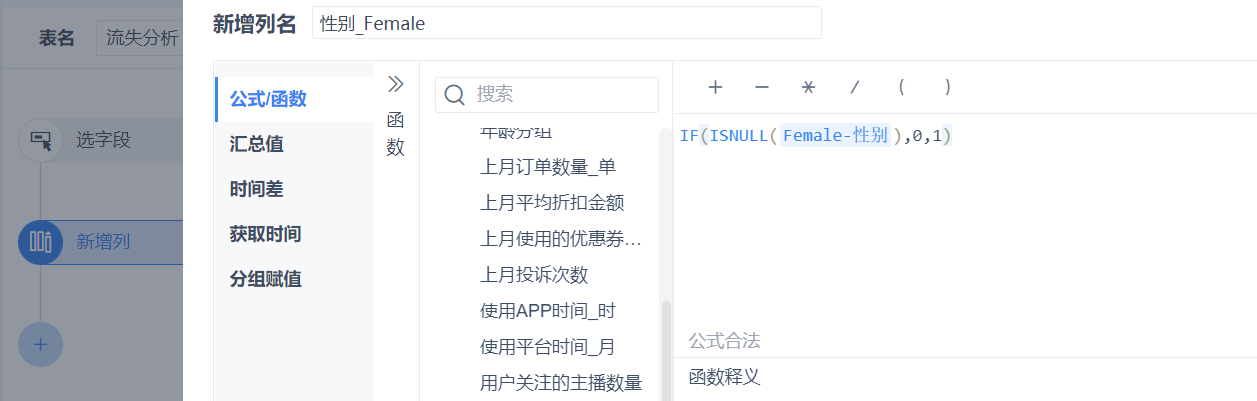 新增列名
性别_Female
表名
流失分析
选字段
新增列
+
公式/函数
汇总值
时间差
获取时间
分组赋值
函数
搜索
年龄分组
上月订单数量_单
上月平均折扣金额
上月使用的优惠券…
上月投诉次数
使用APP时间_时
使用平台时间_月
用户关注的主播数量
+ − * / ( )
IF(ISNULL(Female-性别),0,1)
公式合法
函数释义